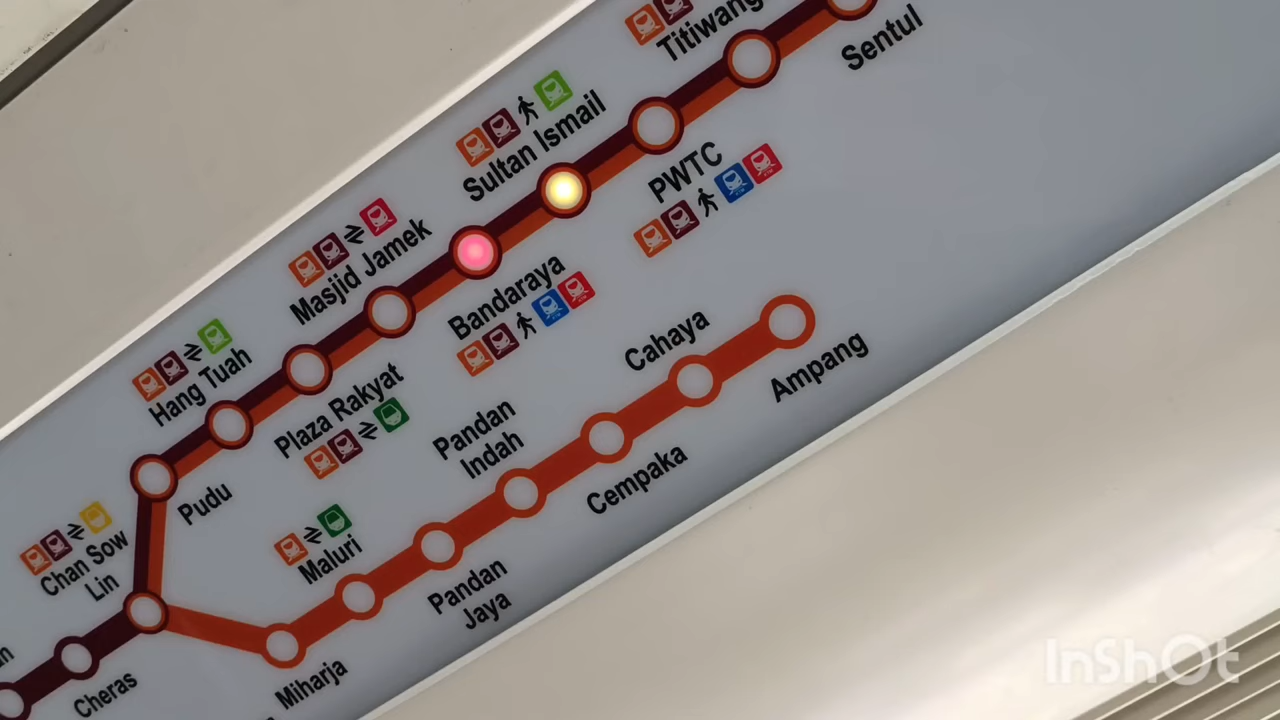 Titiwang
Sentul
Sultan Ismail
PWTC
Masjid Jamek
Bandaraya
Hang Tuah
Plaza Rakyat
Pudu
Chan Sow
Lin
Cheras
Miharja
Maluri
Pandan
Jaya
Pandan
Indah
Cempaka
Cahaya
Ampang
InShOt